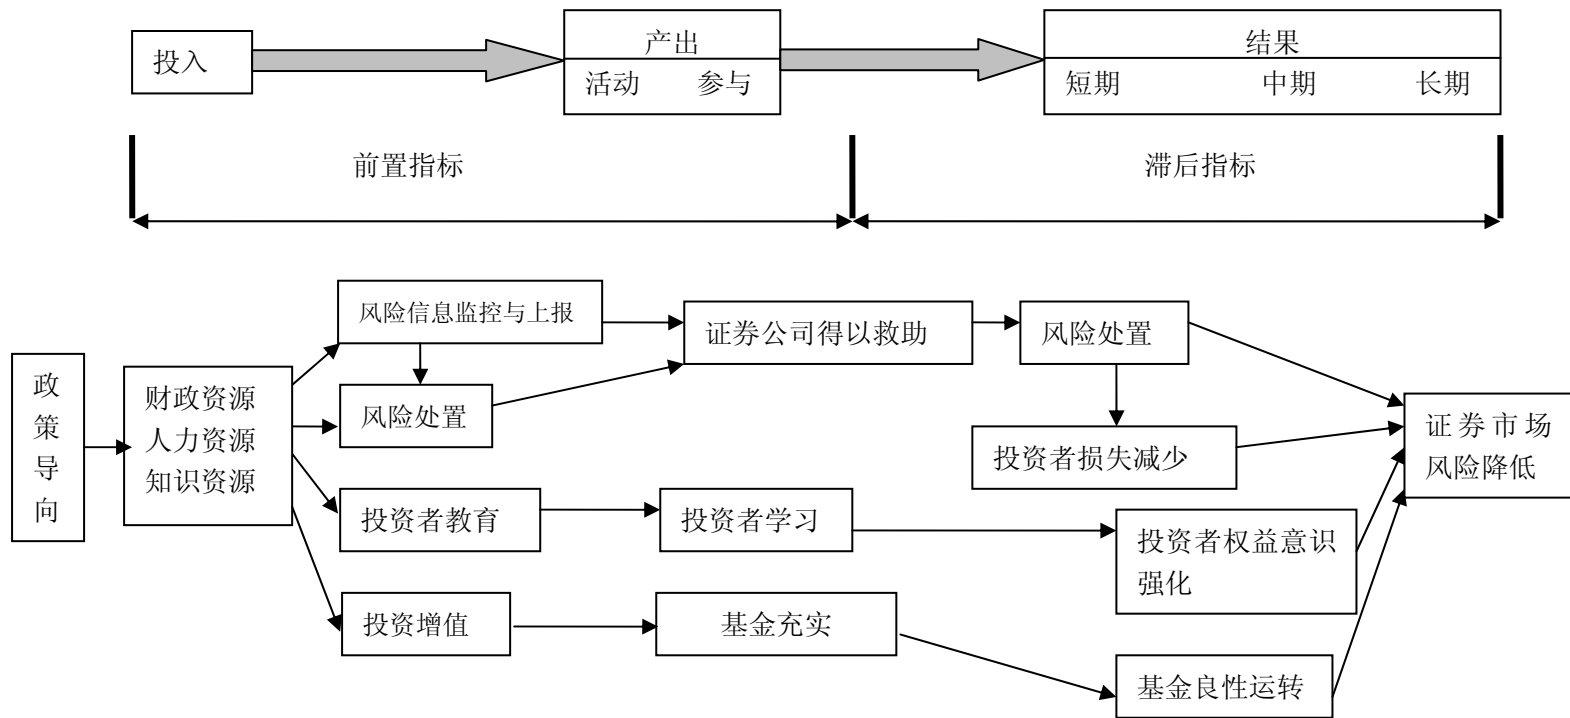 投入
产出
活动 参与
结果
短期 中期 长期
前置指标
滞后指标
政
策
导
向
财政资源
人力资源
知识资源
风险信息监控与上报
风险处置
投资者教育
投资增值
证券公司得以救助
投资者学习
基金充实
风险处置
投资者损失减少
投资者权益意识
强化
基金良性运转
证券市场
风险降低